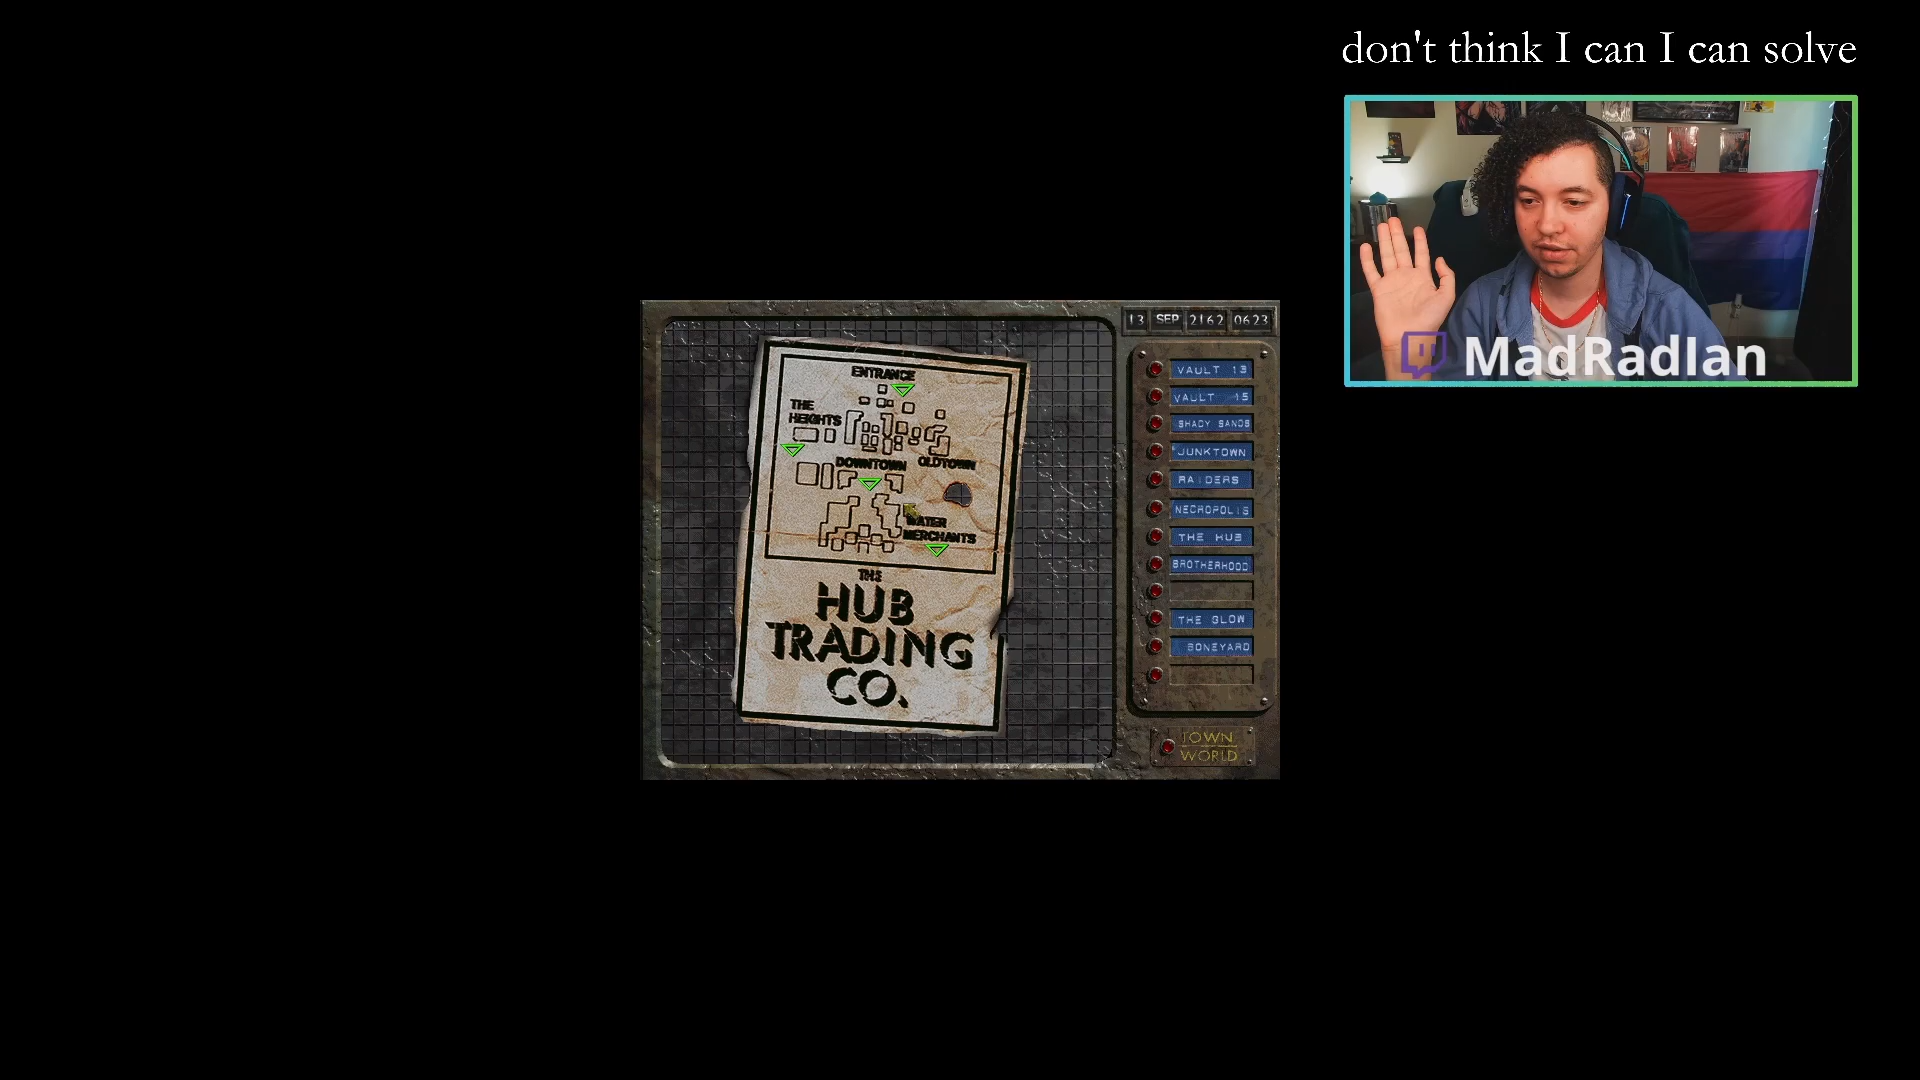 don't think I can I can solve
MadRadIan
13 SEP 2162 0623
ENTRANCE
THE
HEIGHTS
DOWNTOWN
OLDTOWN
WATER
MERCHANTS
THE
HUB
TRADING
CO.
VAULT 13
VAULT 15
SHADY SANDS
JUNKTOWN
RAIDERS
NECROPOLIS
THE HUB
BROTHERHOOD
THE GLOW
BONEYARD
TOWN
WORLD